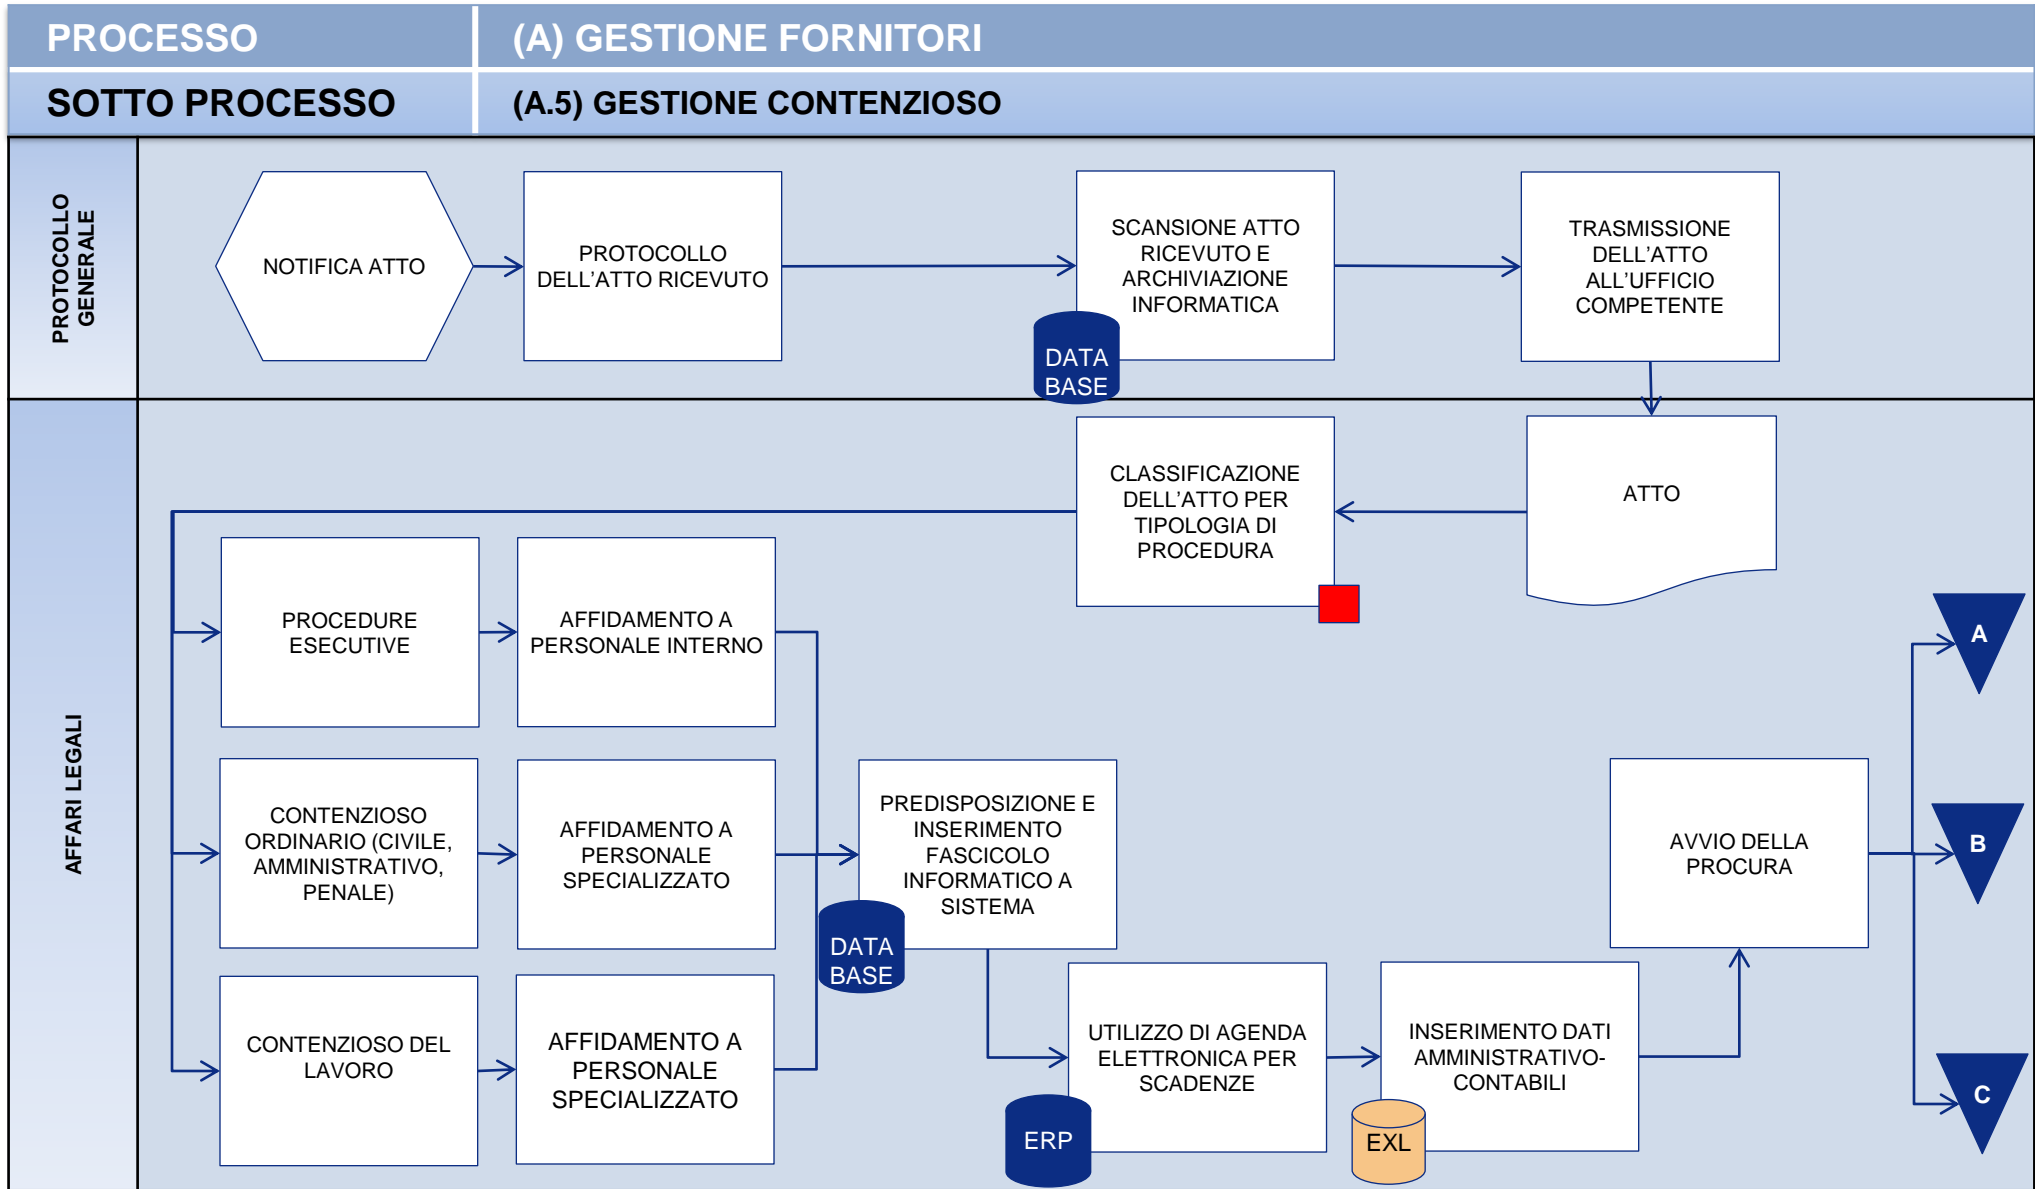 PROCESSO
(A) GESTIONE FORNITORI
SOTTO PROCESSO
(A.5) GESTIONE CONTENZIOSO
PROTOCOLLO
GENERALE
NOTIFICA ATTO
PROTOCOLLO
DELL'ATTO RICEVUTO
SCANSIONE ATTO
RICEVUTO E
ARCHIVIAZIONE
INFORMATICA
DATA
BASE
TRASMISSIONE
DELL'ATTO
ALL'UFFICIO
COMPETENTE
AFFARI LEGALI
ATTO
CLASSIFICAZIONE
DELL'ATTO PER
TIPOLOGIA DI
PROCEDURA
PROCEDURE
ESECUTIVE
AFFIDAMENTO A
PERSONALE INTERNO
CONTENZIOSO
ORDINARIO (CIVILE,
AMMINISTRATIVO,
PENALE)
AFFIDAMENTO A
PERSONALE
SPECIALIZZATO
CONTENZIOSO DEL
LAVORO
AFFIDAMENTO A
PERSONALE
SPECIALIZZATO
PREDISPOSIZIONE E
INSERIMENTO
FASCICOLO
INFORMATICO A
SISTEMA
DATA
BASE
UTILIZZO DI AGENDA
ELETTRONICA PER
SCADENZE
ERP
INSERIMENTO DATI
AMMINISTRATIVO-
CONTABILI
EXL
AVVIO DELLA
PROCURA
A
B
C